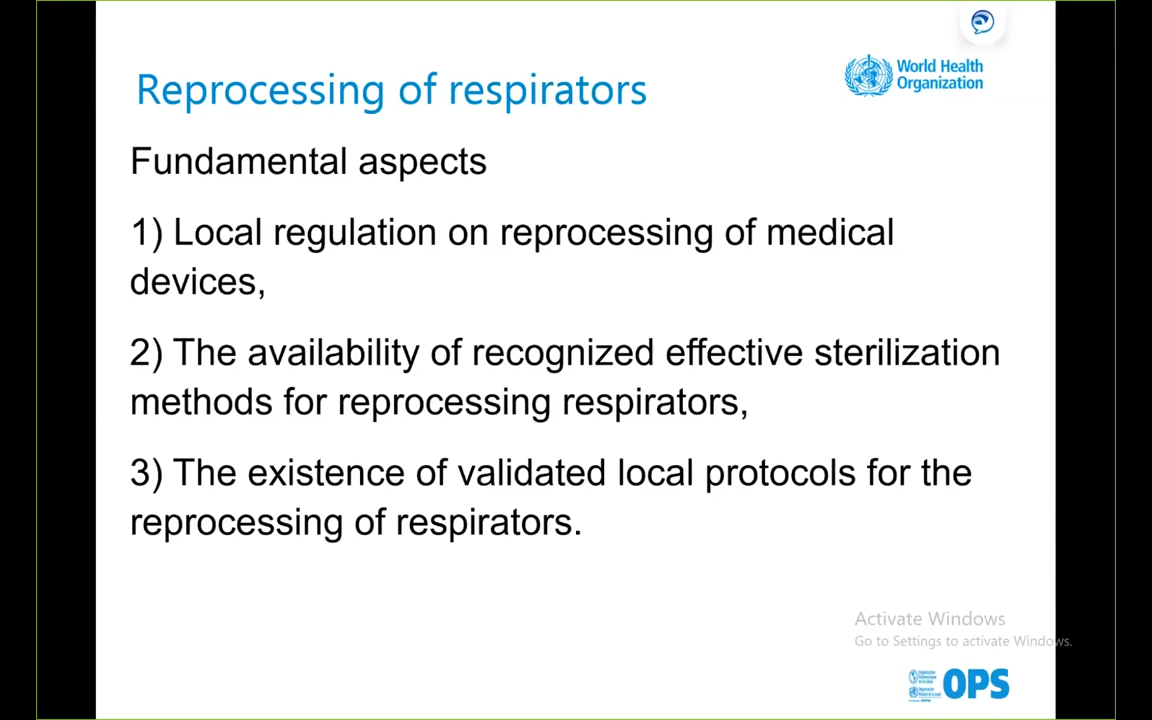 Reprocessing of respirators
World Health
Organization
Fundamental aspects
1) Local regulation on reprocessing of medical
devices,
2) The availability of recognized effective sterilization
methods for reprocessing respirators,
3) The existence of validated local protocols for the
reprocessing of respirators.
Activate Windows
Go to Settings to activate Windows.
OPS